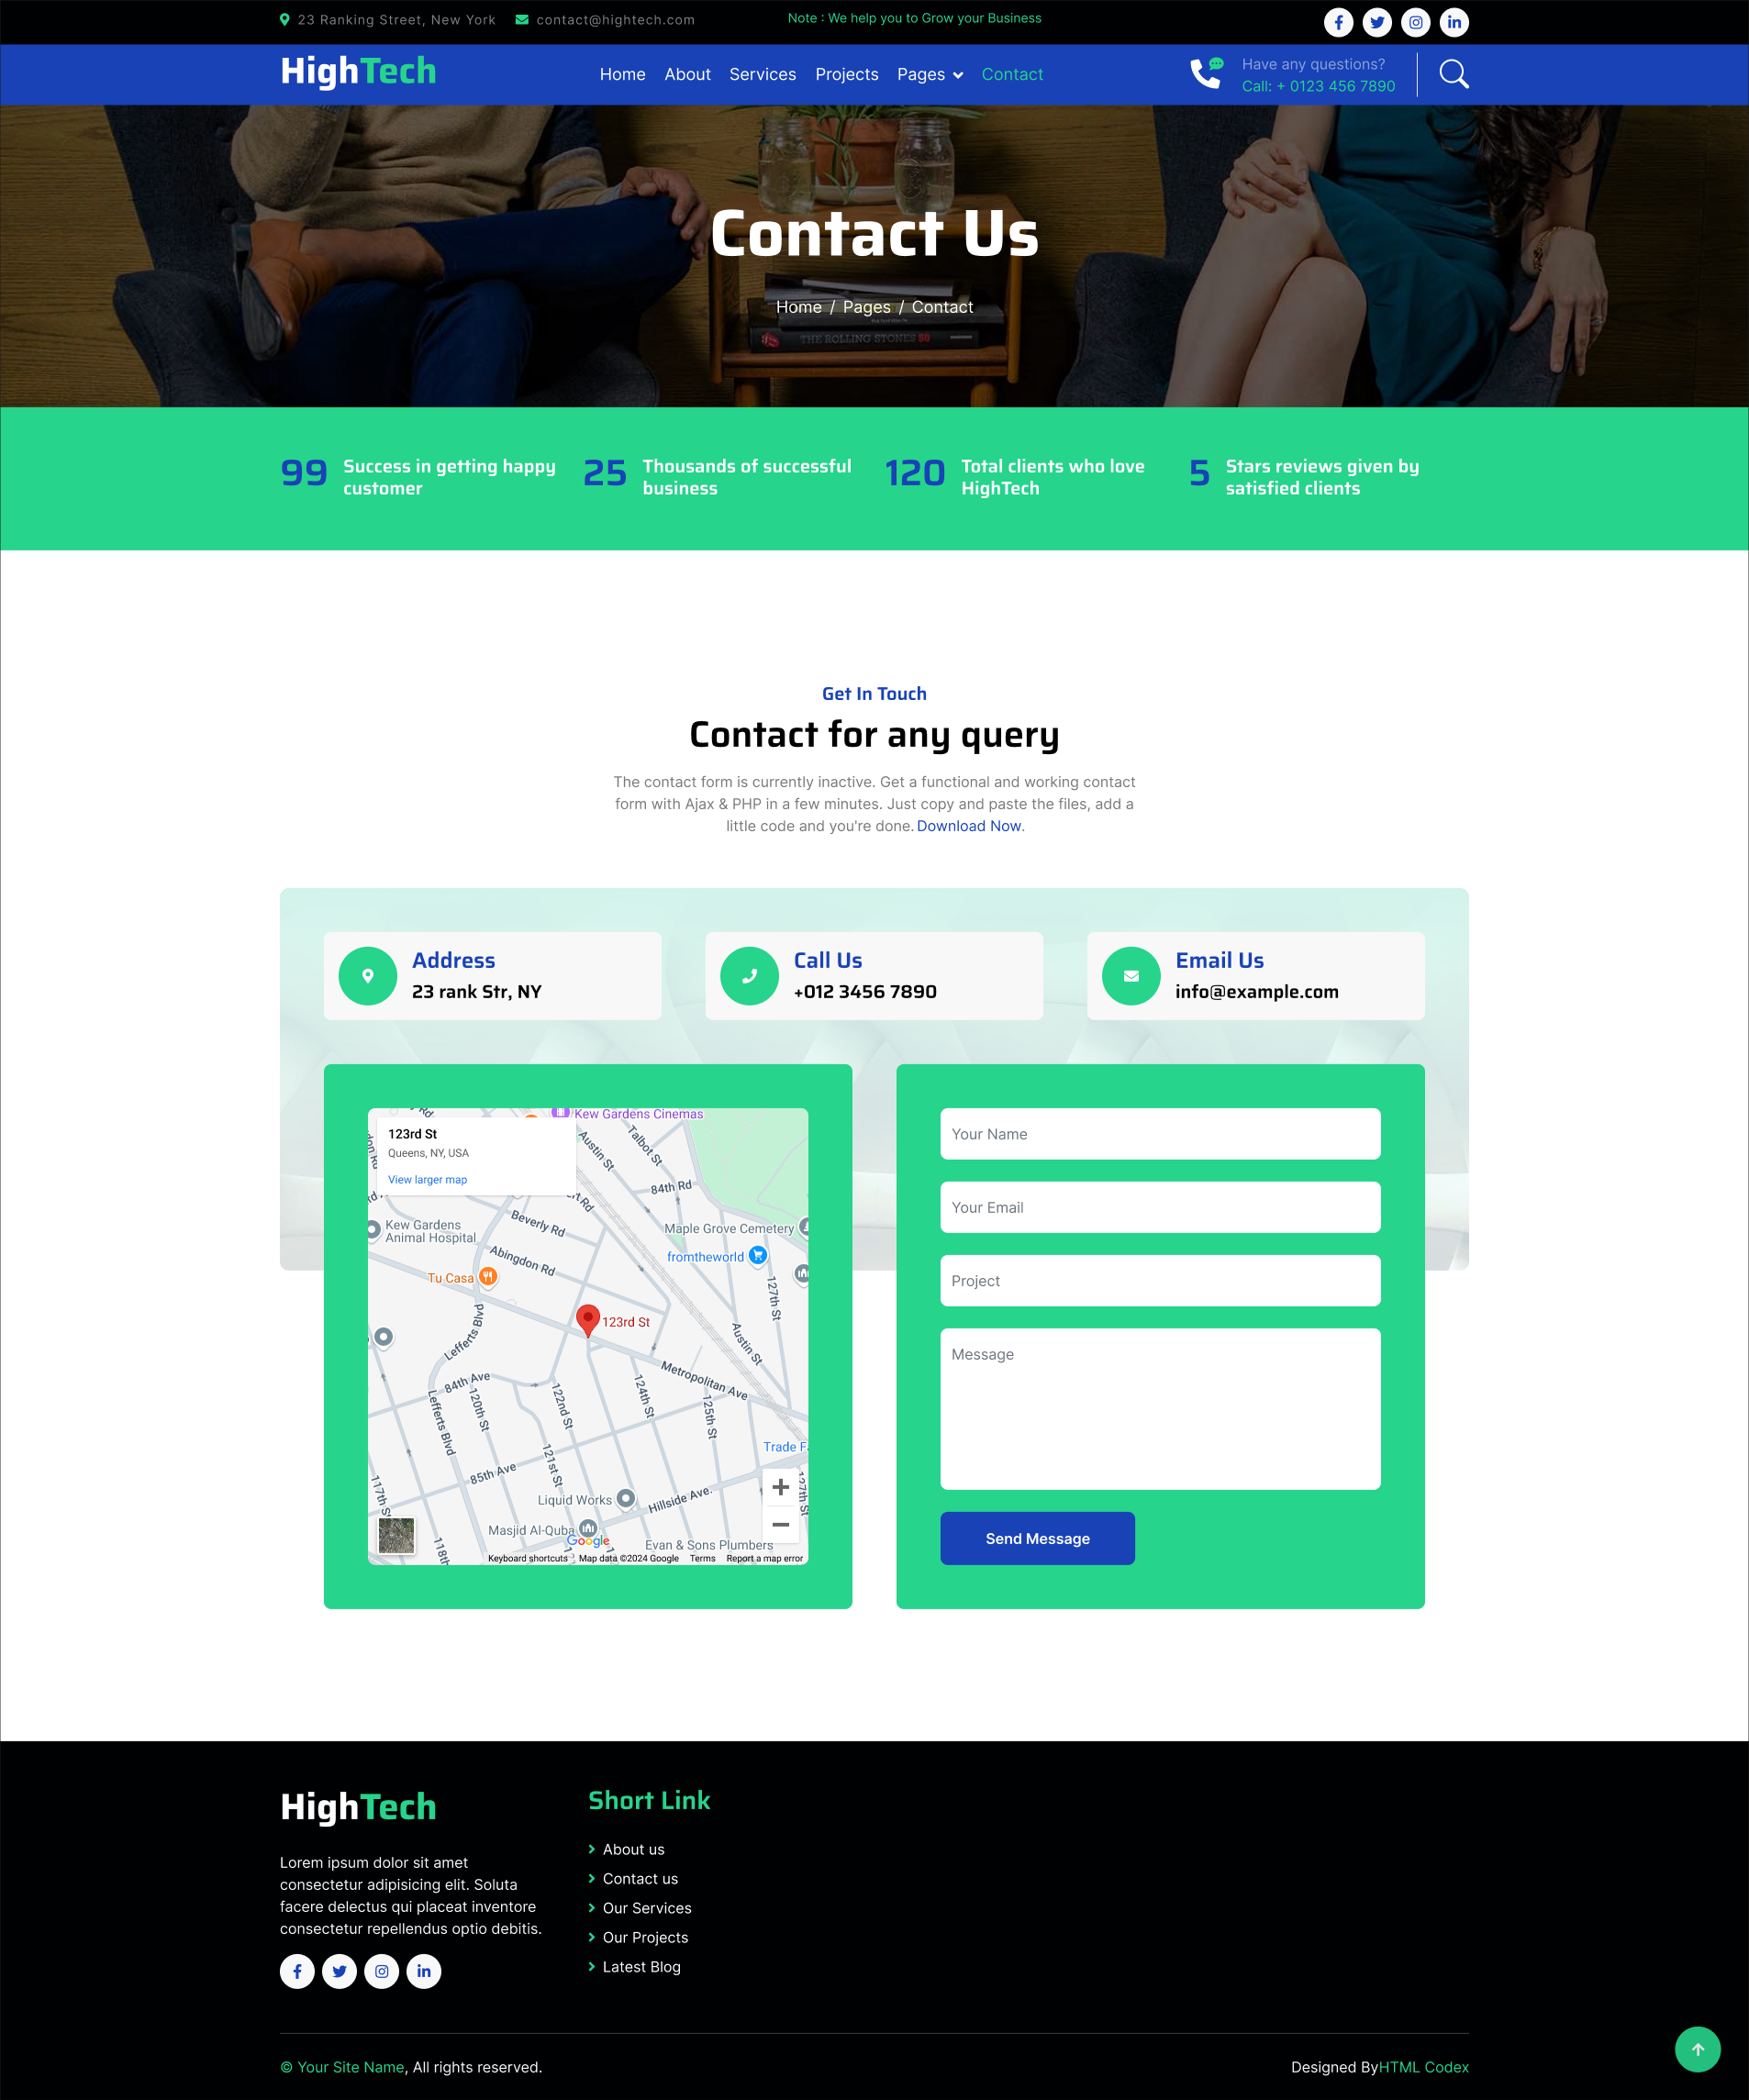 23 Ranking Street, New York
contact@hightech.com
Note : We help you to Grow your Business
HighTech
Home
About
Services
Projects
Pages
Contact
Have any questions?
Call: + 0123 456 7890
Contact Us
Home / Pages / Contact
THE ROLLING STONES 50
99
Success in getting happy
customer
25
Thousands of successful
business
120
Total clients who love
HighTech
5
Stars reviews given by
satisfied clients
Get In Touch
Contact for any query
The contact form is currently inactive. Get a functional and working contact
form with Ajax & PHP in a few minutes. Just copy and paste the files, add a
little code and you're done. Download Now.
Address
23 rank Str, NY
Call Us
+012 3456 7890
Email Us
info@example.com
Kew Gardens Cinemas
123rd St
Queens, NY, USA
View larger map
Austin St
Talbot St
84th Rd
Beverly Rd
Kew Gardens
Animal Hospital
Maple Grove Cemetery
fromtheworld
Abingdon Rd
Tu Casa
127th St
123rd St
Lefferts Blvd
Austin St
Metropolitan Ave
84th Ave
Lefferts Blvd
120th St
122nd St
124th St
125th St
121st St
85th Ave
117th St
Liquid Works
Hillside Ave.
Masjid Al-Quba
Google
Evan & Sons Plumbers
Keyboard shortcuts
Map data ©2024 Google
Terms
Report a map error
Your Name
Your Email
Project
Message
Send Message
HighTech
Lorem ipsum dolor sit amet
consectetur adipisicing elit. Soluta
facere delectus qui placeat inventore
consectetur repellendus optio debitis.
Short Link
About us
Contact us
Our Services
Our Projects
Latest Blog
© Your Site Name, All rights reserved.
Designed ByHTML Codex